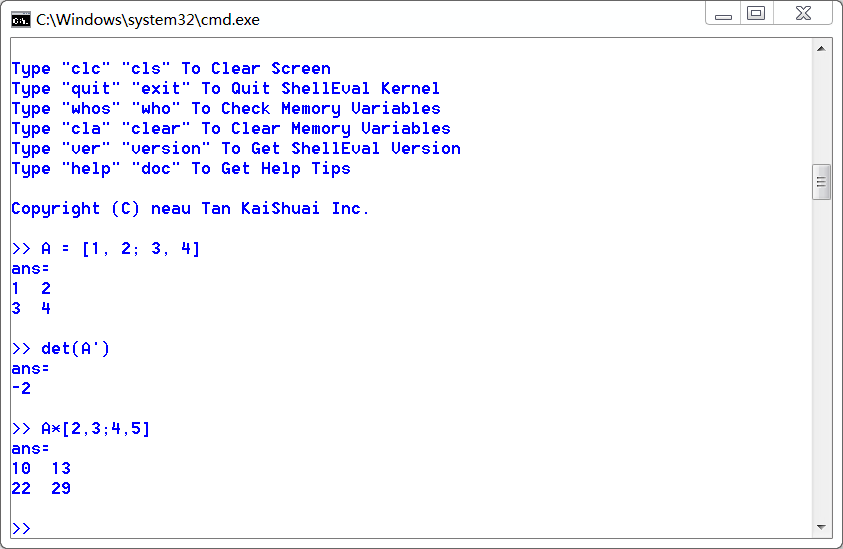 C:\Windows\system32\cmd.exe
Type "clc" "cls" To Clear Screen
Type "quit" "exit" To Quit ShellEval Kernel
Type "whos" "who" To Check Memory Variables
Type "cla" "clear" To Clear Memory Variables
Type "ver" "version" To Get ShellEval Version
Type "help" "doc" To Get Help Tips
Copyright (C) neau Tan KaiShuai Inc.
>> A = [1, 2; 3, 4]
ans=
1  2
3  4
>> det(A')
ans=
-2
>> A*[2,3;4,5]
ans=
10  13
22  29
>>